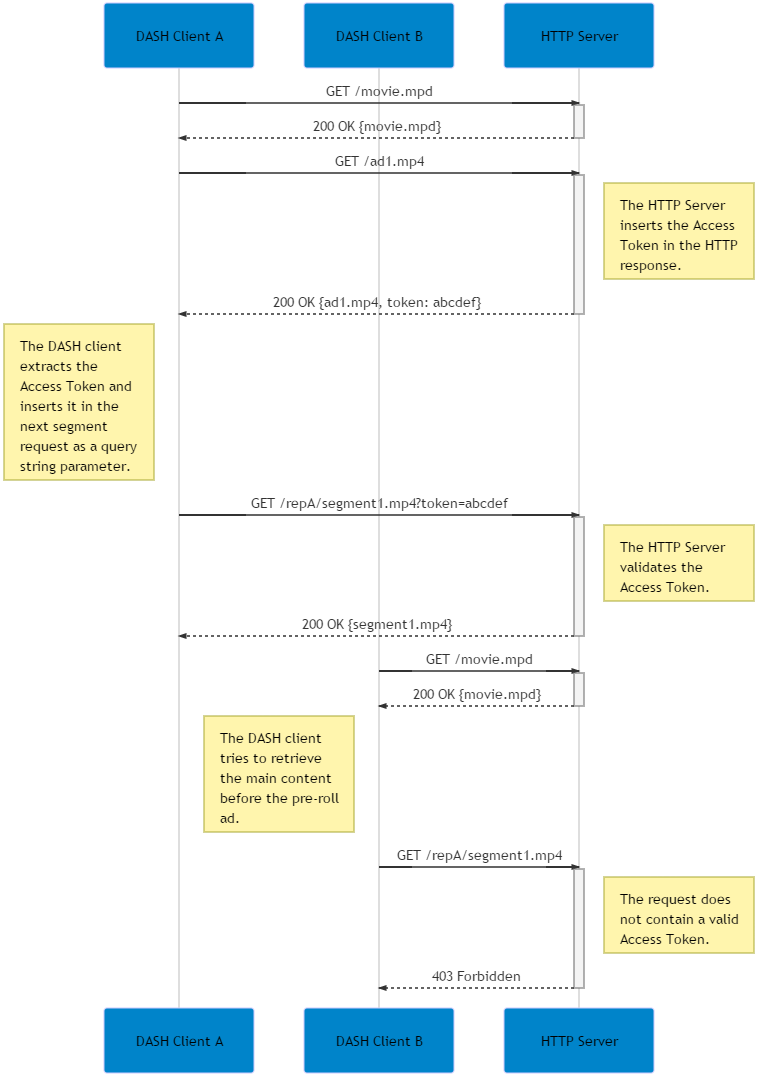 DASH Client A
DASH Client B
HTTP Server
GET /movie.mpd
200 OK {movie.mpd}
GET /ad1.mp4
The HTTP Server
inserts the Access
Token in the HTTP
response.
200 OK {ad1.mp4, token: abcdef}
The DASH client
extracts the
Access Token and
inserts it in the
next segment
request as a query
string parameter.
GET /repA/segment1.mp4?token=abcdef
The HTTP Server
validates the
Access Token.
200 OK {segment1.mp4}
GET /movie.mpd
200 OK {movie.mpd}
The DASH client
tries to retrieve
the main content
before the pre-roll
ad.
GET /repA/segment1.mp4
The request does
not contain a valid
Access Token.
403 Forbidden
DASH Client A
DASH Client B
HTTP Server